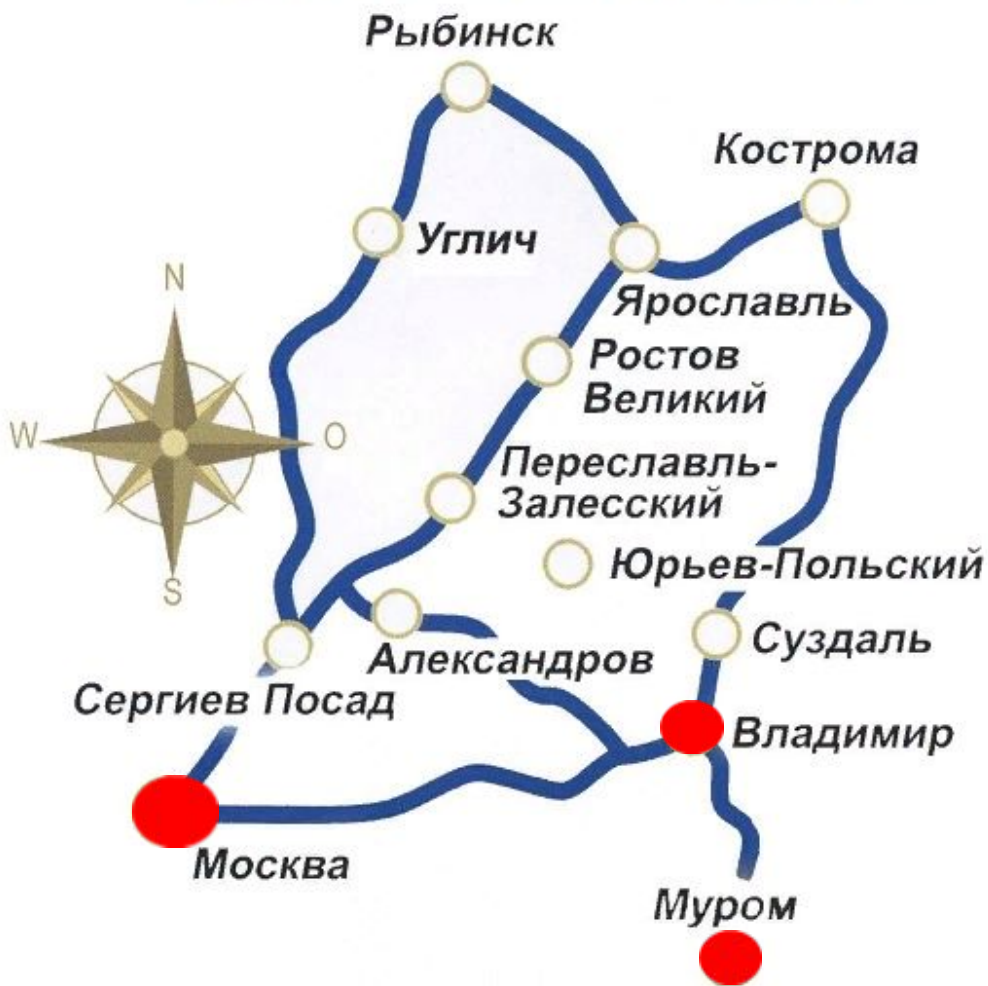 Рыбинск
Кострома
Углич
N
Ярославль
Ростов
Великий
W
O
Переславль-
Залесский
Юрьев-Польский
S
Суздаль
Александров
Сергиев Посад
Владимир
Москва
Муром